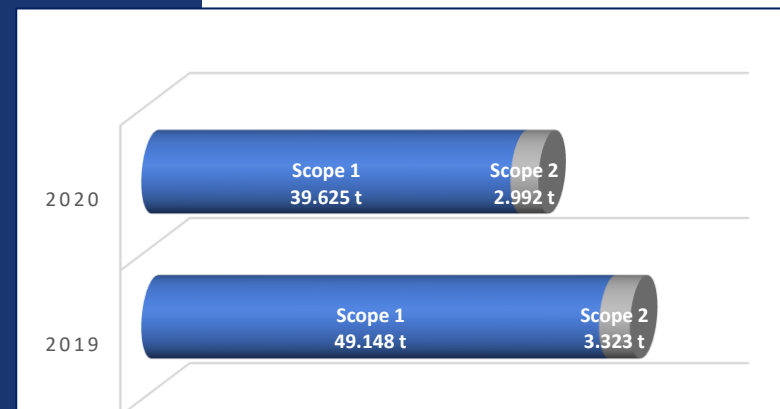 2020
Scope 1
39.625 t
Scope 2
2.992 t
2019
Scope 1
49.148 t
Scope 2
3.323 t